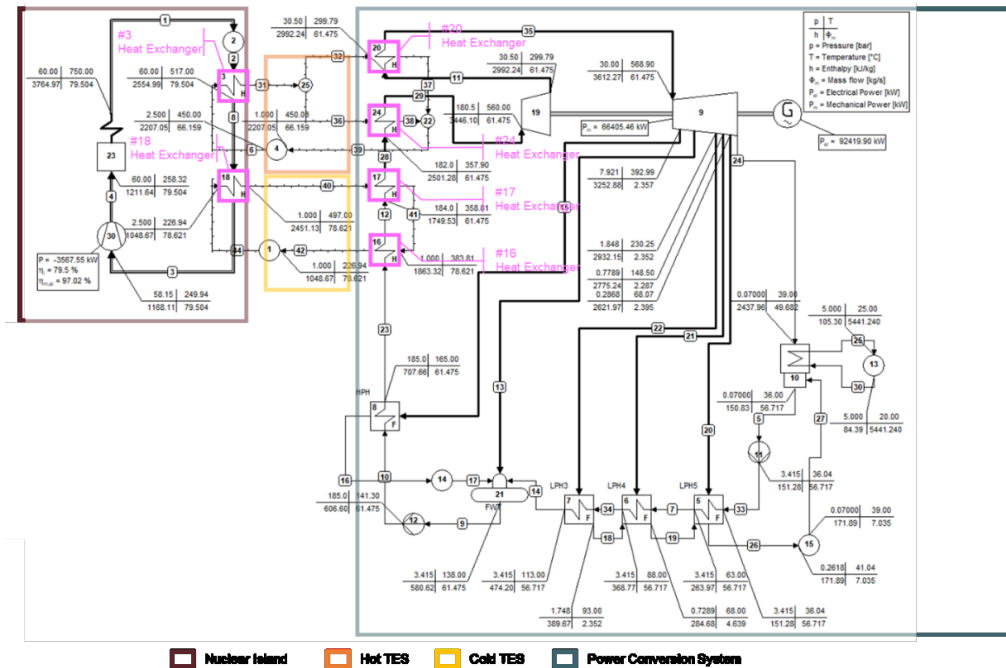 #3
Heat Exchanger
#20
Heat Exchanger
#18
Heat Exchanger
#24
Heat Exchanger
#17
Heat Exchanger
#16
Heat Exchanger
p T
h Φm
p = Pressure [bar]
T = Temperature [°C]
h = Enthalpy [kJ/kg]
Φm = Mass flow [kg/s]
Pel = Electrical Power [kW]
Pm = Mechanical Power [kW]
60.00 750.00
3764.97 79.504
60.00 517.00
2554.99 79.504
2.500 450.00
2207.05 66.159
1.000 450.00
2207.05 66.159
60.00 258.32
1211.64 79.504
2.500 226.94
1048.67 78.621
1.000 497.00
2451.13 78.621
1.000 226.94
1048.67 78.621
58.15 249.94
1168.11 79.504
P = -3567.55 kW
ηi = 79.5 %
= 97.02 %
30.50 299.79
2992.24 61.475
30.50 299.79
2992.24 61.475
180.5 560.00
3446.10 61.475
30.00 568.90
3612.27 61.475
Pm = 66405.46 kW
Pel = 92419.90 kW
G
182.0 357.90
2501.28 61.475
184.0 358.81
1749.53 61.475
1.000 383.81
1863.32 78.621
7.921 392.99
3252.88 2.357
1.848 230.25
2932.15 2.352
0.7789 148.50
2775.24 2.287
0.2868 68.07
2621.97 2.395
0.07000 39.00
2437.96 49.682
5.000 25.00
105.30 5441.240
5.000 20.00
84.39 5441.240
0.07000 36.00
150.83 56.717
3.415 36.04
151.28 56.717
0.07000 39.00
171.89 7.035
0.2618 41.04
171.89 7.035
185.0 165.00
707.66 61.475
HPH
185.0 141.30
606.60 61.475
FWT
LPH3
LPH4
LPH5
3.415 138.00
580.62 61.475
3.415 113.00
474.20 56.717
3.415 88.00
368.77 56.717
3.415 63.00
263.97 56.717
1.748 93.00
389.67 2.352
0.7289 68.00
284.68 4.639
3.415 36.04
151.28 56.717
Nuclear Island
Hot TES
Cold TES
Power Conversion System